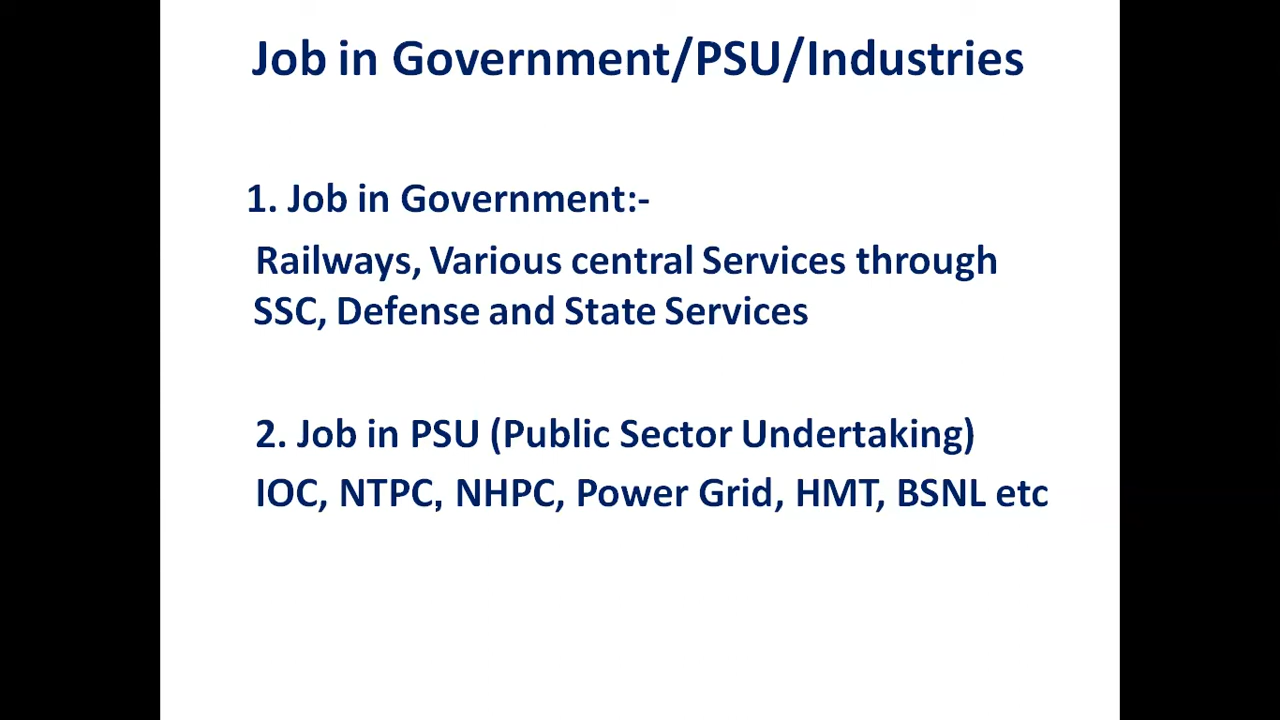 Job in Government/PSU/Industries
1. Job in Government:-
Railways, Various central Services through
SSC, Defense and State Services
2. Job in PSU (Public Sector Undertaking)
IOC, NTPC, NHPC, Power Grid, HMT, BSNL etc